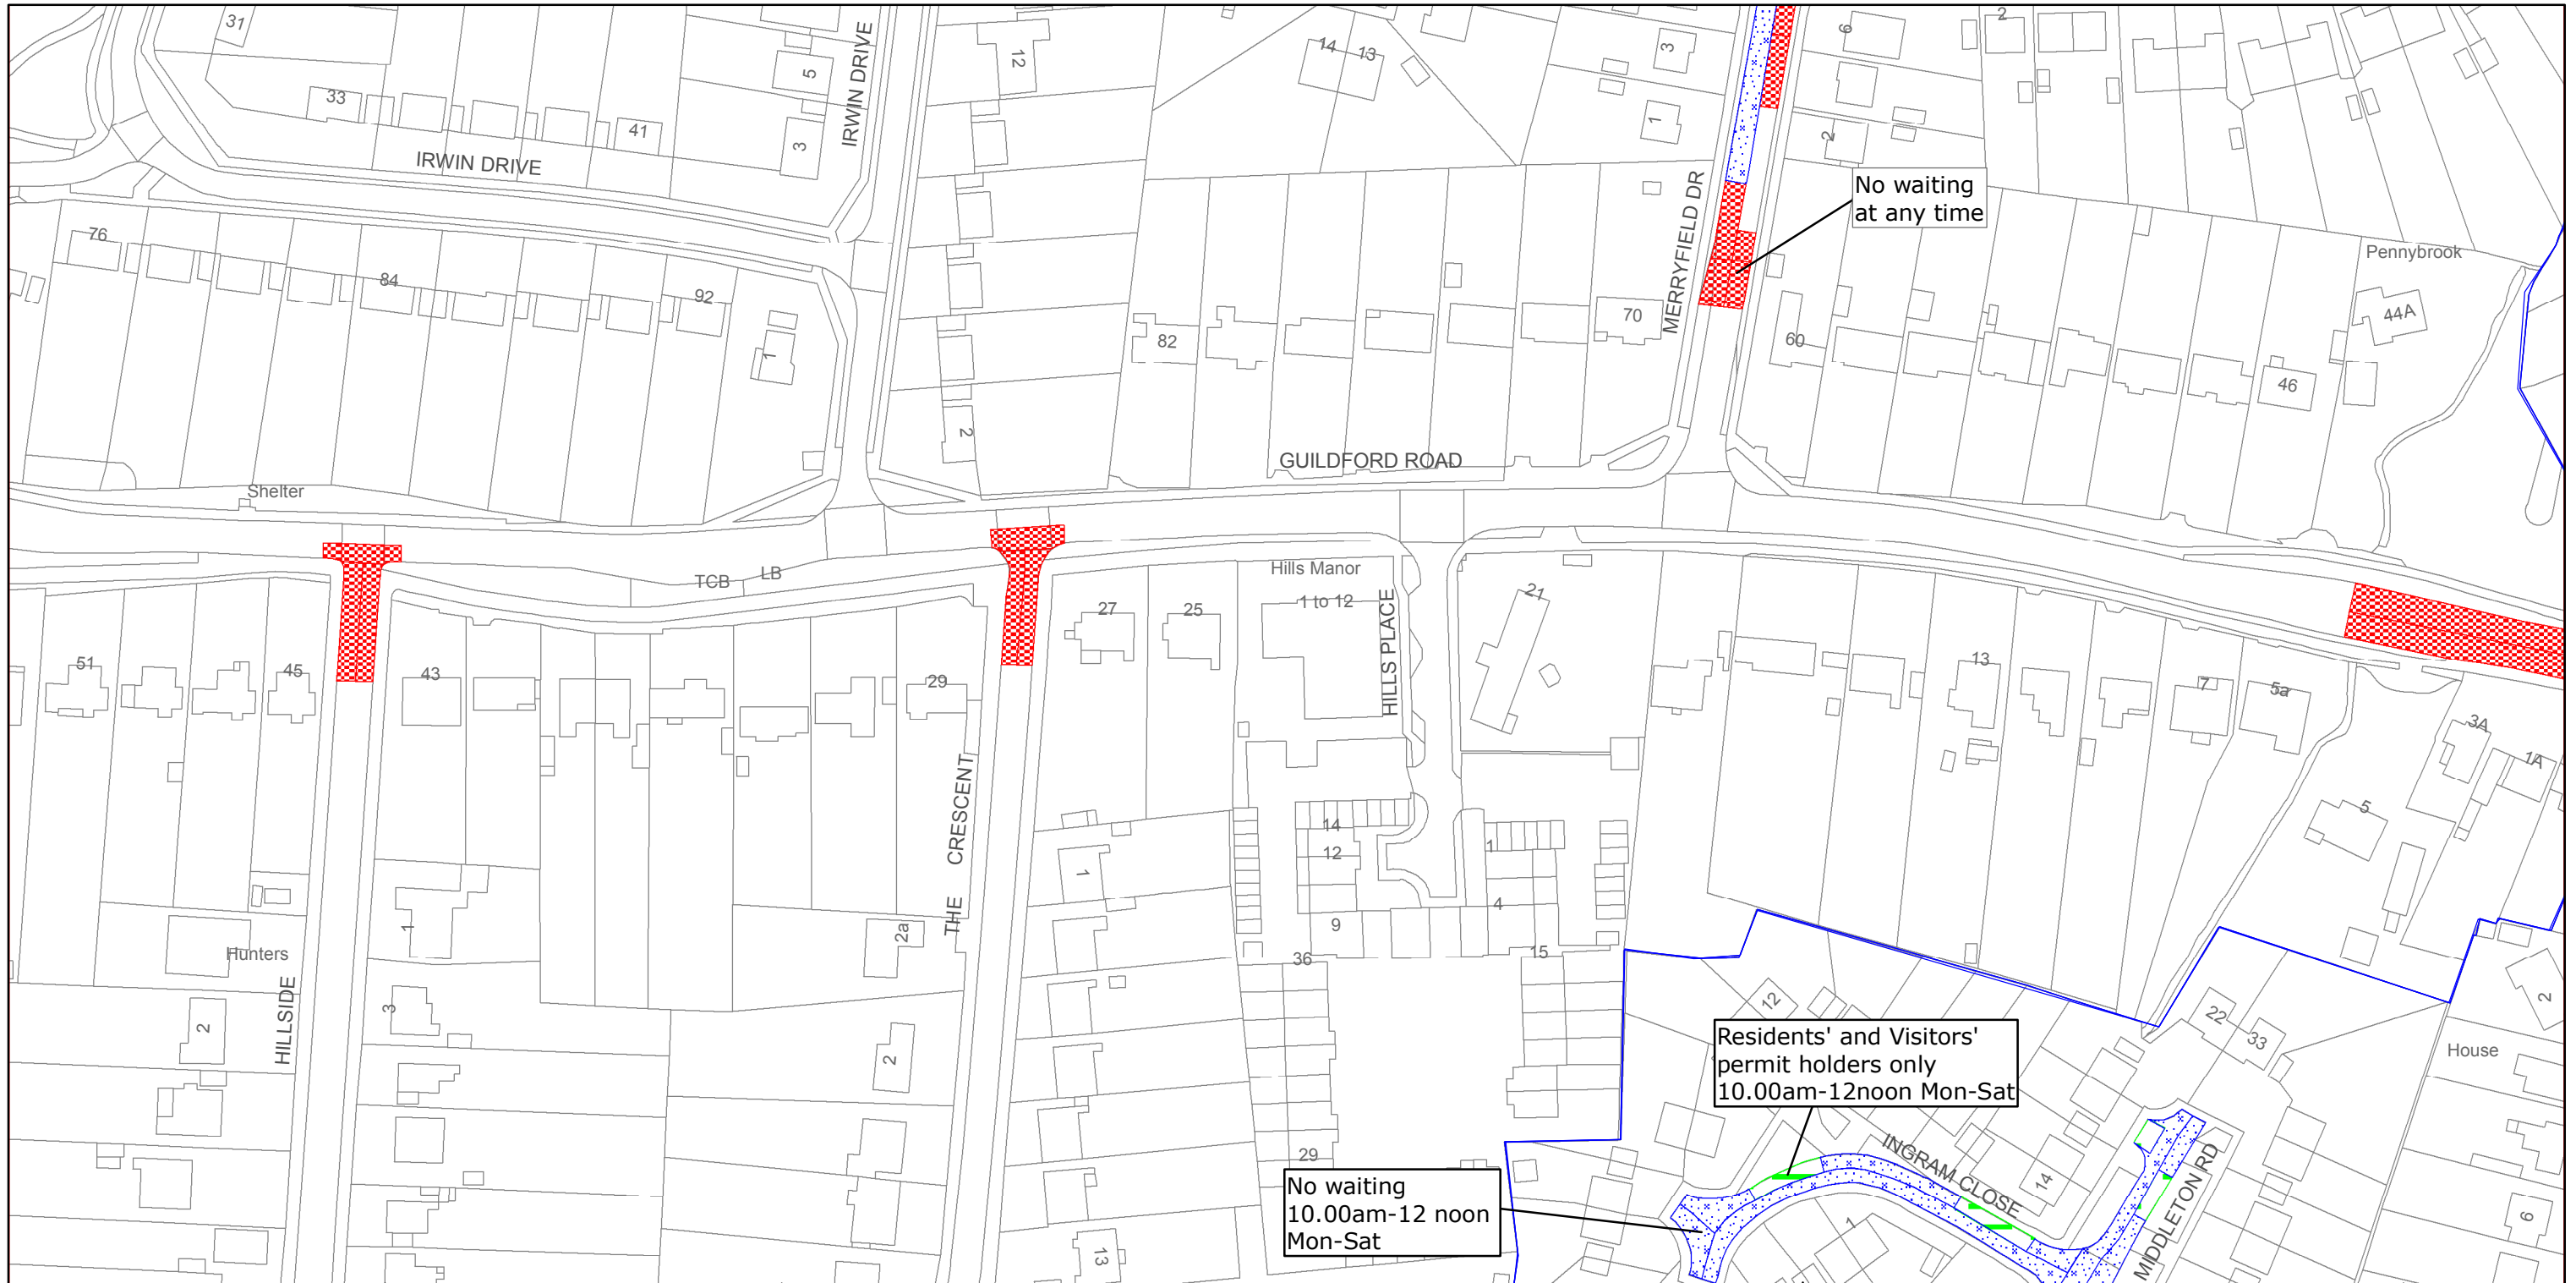 31
33
41
5
3
IRWIN DRIVE
IRWIN DRIVE
12
14
13
3
1
6
2
2
No waiting
at any time
MERRYFIELD DR
76
84
92
1
2
82
70
60
46
44A
Pennybrook
GUILDFORD ROAD
Shelter
TCB
LB
Hills Manor
1 to 12
HILLS PLACE
21
51
45
43
29
27
25
13
7
5a
3A
1A
5
THE CRESCENT
1
14
12
9
1
4
15
36
29
1
2a
Hunters
HILLSIDE
2
3
2
13
12
22
33
2
House
Residents' and Visitors'
permit holders only
10.00am-12noon Mon-Sat
INGRAM CLOSE
14
1
MIDDLETON RD
6
No waiting
10.00am-12 noon
Mon-Sat